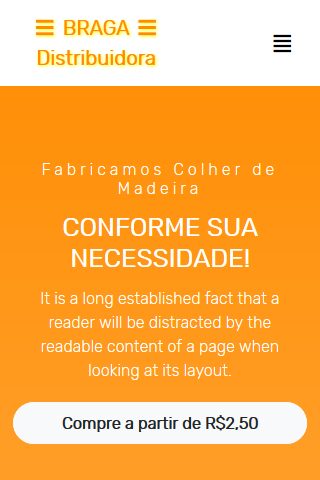 BRAGA
Distribuidora
Fabricamos Colher de
Madeira
CONFORME SUA
NECESSIDADE!
It is a long established fact that a
reader will be distracted by the
readable content of a page when
looking at its layout.
Compre a partir de R$2,50